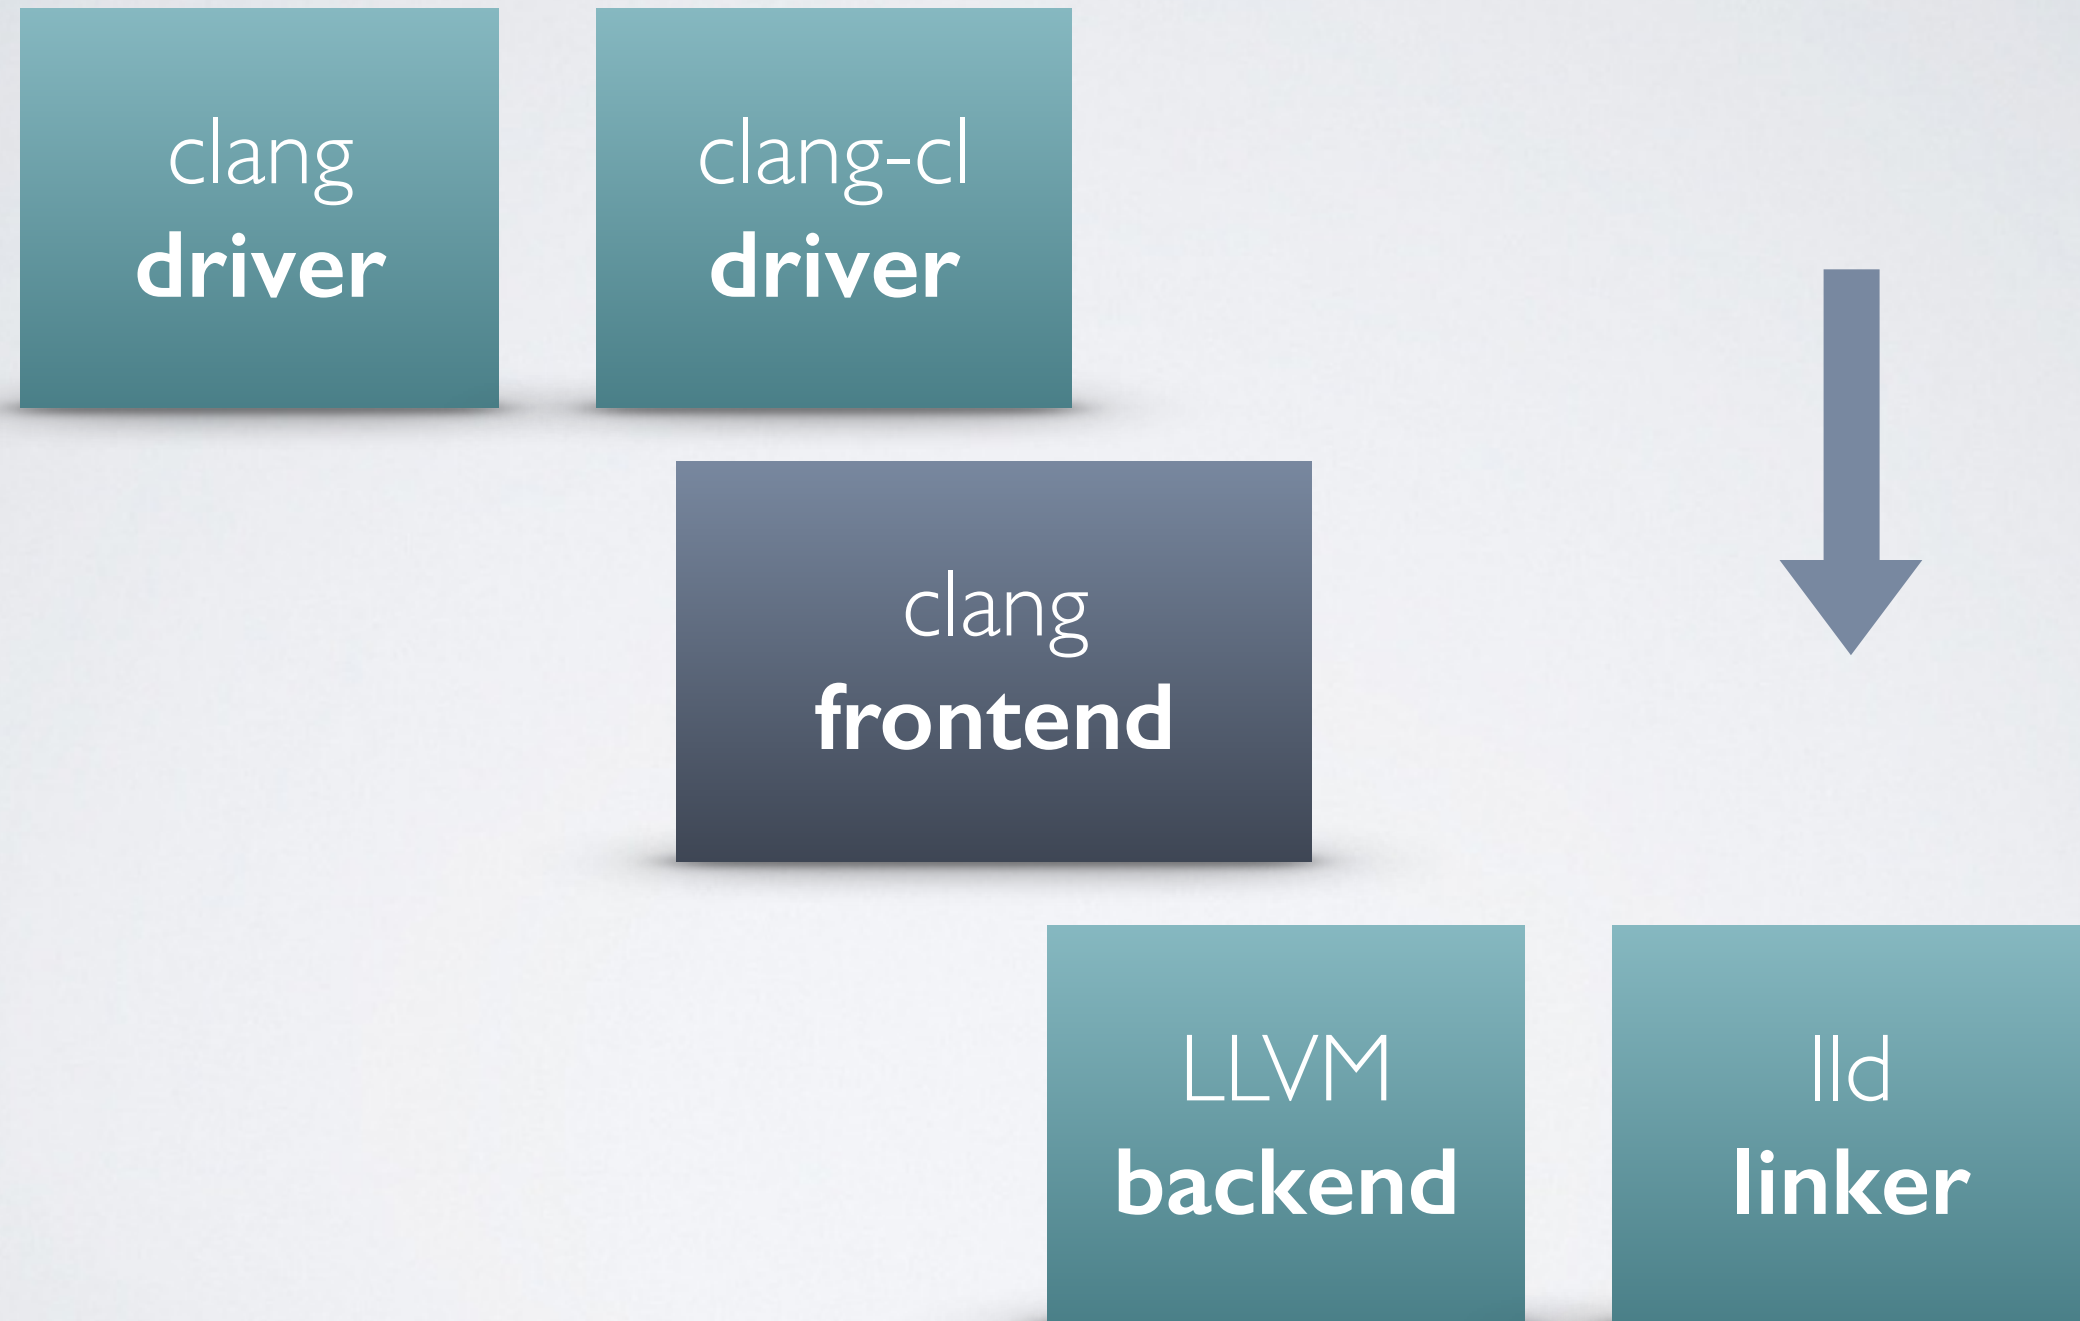 clang
driver
clang-cl
driver
clang
frontend
LLVM
backend
lld
linker